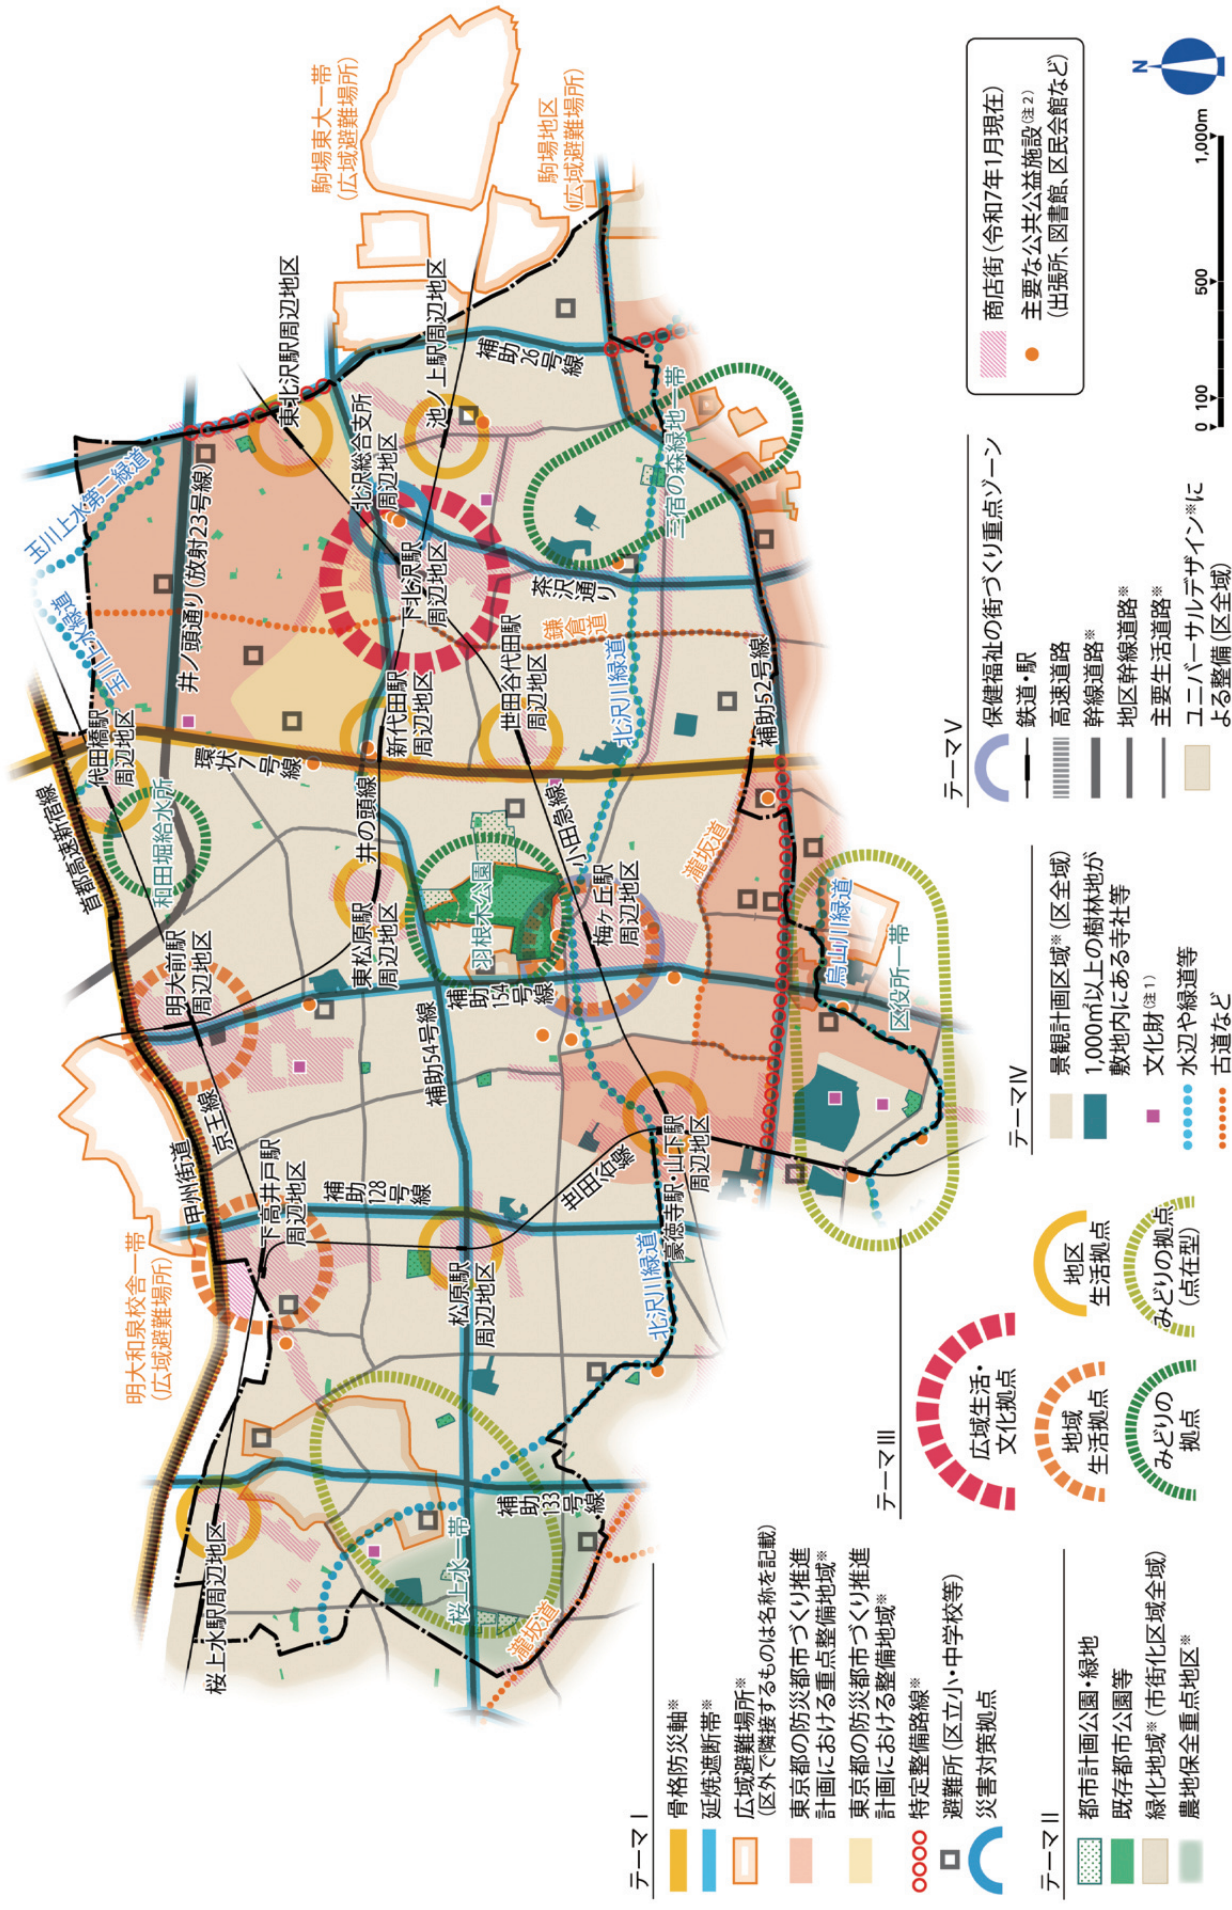 駒場東大一帯
(広域避難場所)
駒場地区
(広域避難場所)
東北沢駅周辺地区
池ノ上駅周辺地区
補助26号線
玉川上水第二緑道
玉川上水緑道
井ノ頭通り(放射23号線)
北沢総合支所
周辺地区
下北沢駅
周辺地区
三宿の森緑地一帯
茶沢通り
鎌倉道
北沢川緑道
補助52号線
世田谷代田駅
周辺地区
新代田駅
周辺地区
代田橋駅
周辺地区
環状7号線
首都高速新宿線
和田堀給水所
井の頭線
東松原駅
周辺地区
羽根木公園
小田急線
梅ヶ丘駅
周辺地区
瀧坂道
烏山川緑道
区役所一帯
明大前駅
周辺地区
補助154号線
補助54号線
甲州街道
京王線
下高井戸駅
周辺地区
補助128号線
世田谷線
豪徳寺駅・山下駅
周辺地区
明大和泉校舎一帯
(広域避難場所)
松原駅
周辺地区
北沢川緑道
桜上水駅周辺地区
桜上水一帯
補助133号線
瀧坂道
テーマⅠ
骨格防災軸※
延焼遮断帯※
広域避難場所※
(区外で隣接するものは名称を記載)
東京都の防災都市づくり推進
計画における重点整備地域※
東京都の防災都市づくり推進
計画における整備地域※
特定整備路線※
避難所(区立小・中学校等)
災害対策拠点
テーマⅡ
都市計画公園・緑地
既存都市公園等
緑化地域※(市街化区域全域)
農地保全重点地区※
テーマⅢ
広域生活・
文化拠点
地域
生活拠点
地区
生活拠点
みどりの
拠点
みどりの拠点
(点在型)
テーマⅣ
景観計画区域※(区全域)
1,000㎡以上の樹林地が
敷地内にある寺社等
文化財(注1)
水辺や緑道等
古道など
テーマⅤ
保健福祉の街づくり重点ゾーン
鉄道・駅
高速道路
幹線道路※
地区幹線道路※
主要生活道路※
ユニバーサルデザイン※に
よる整備(区全域)
商店街(令和7年1月現在)
主要な公共公益施設(注2)
(出張所、図書館、区民会館など)
0 100 500 1,000m
N